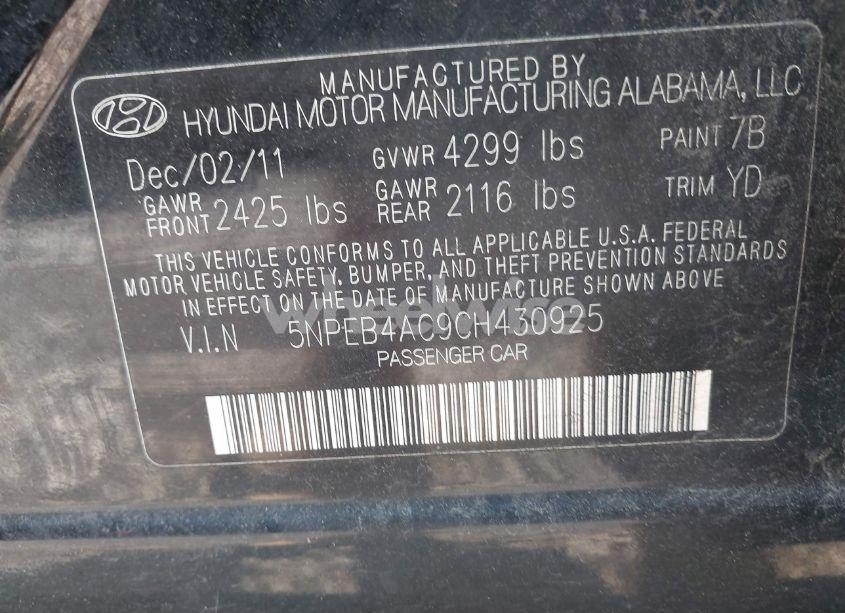 MANUFACTURED BY
HYUNDAI MOTOR MANUFACTURING ALABAMA, LLC
Dec/02/11 GVWR 4299 lbs PAINT 7B
GAWR FRONT 2425 lbs GAWR REAR 2116 lbs TRIM YD
THIS VEHICLE CONFORMS TO ALL APPLICABLE U.S.A. FEDERAL
MOTOR VEHICLE SAFETY, BUMPER, AND THEFT PREVENTION STANDARDS
IN EFFECT ON THE DATE OF MANUFACTURE SHOWN ABOVE
V.I.N 5NPEB4AC9CH430925
PASSENGER CAR
wheelwise